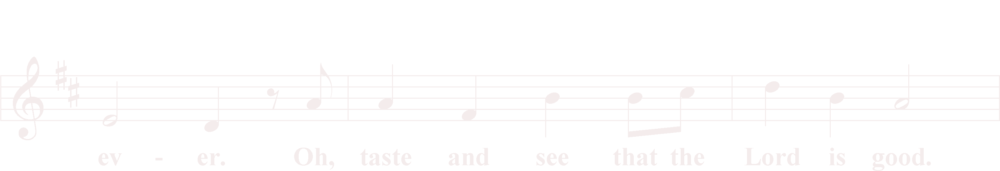 ev - er. Oh, taste and see that the Lord is good.